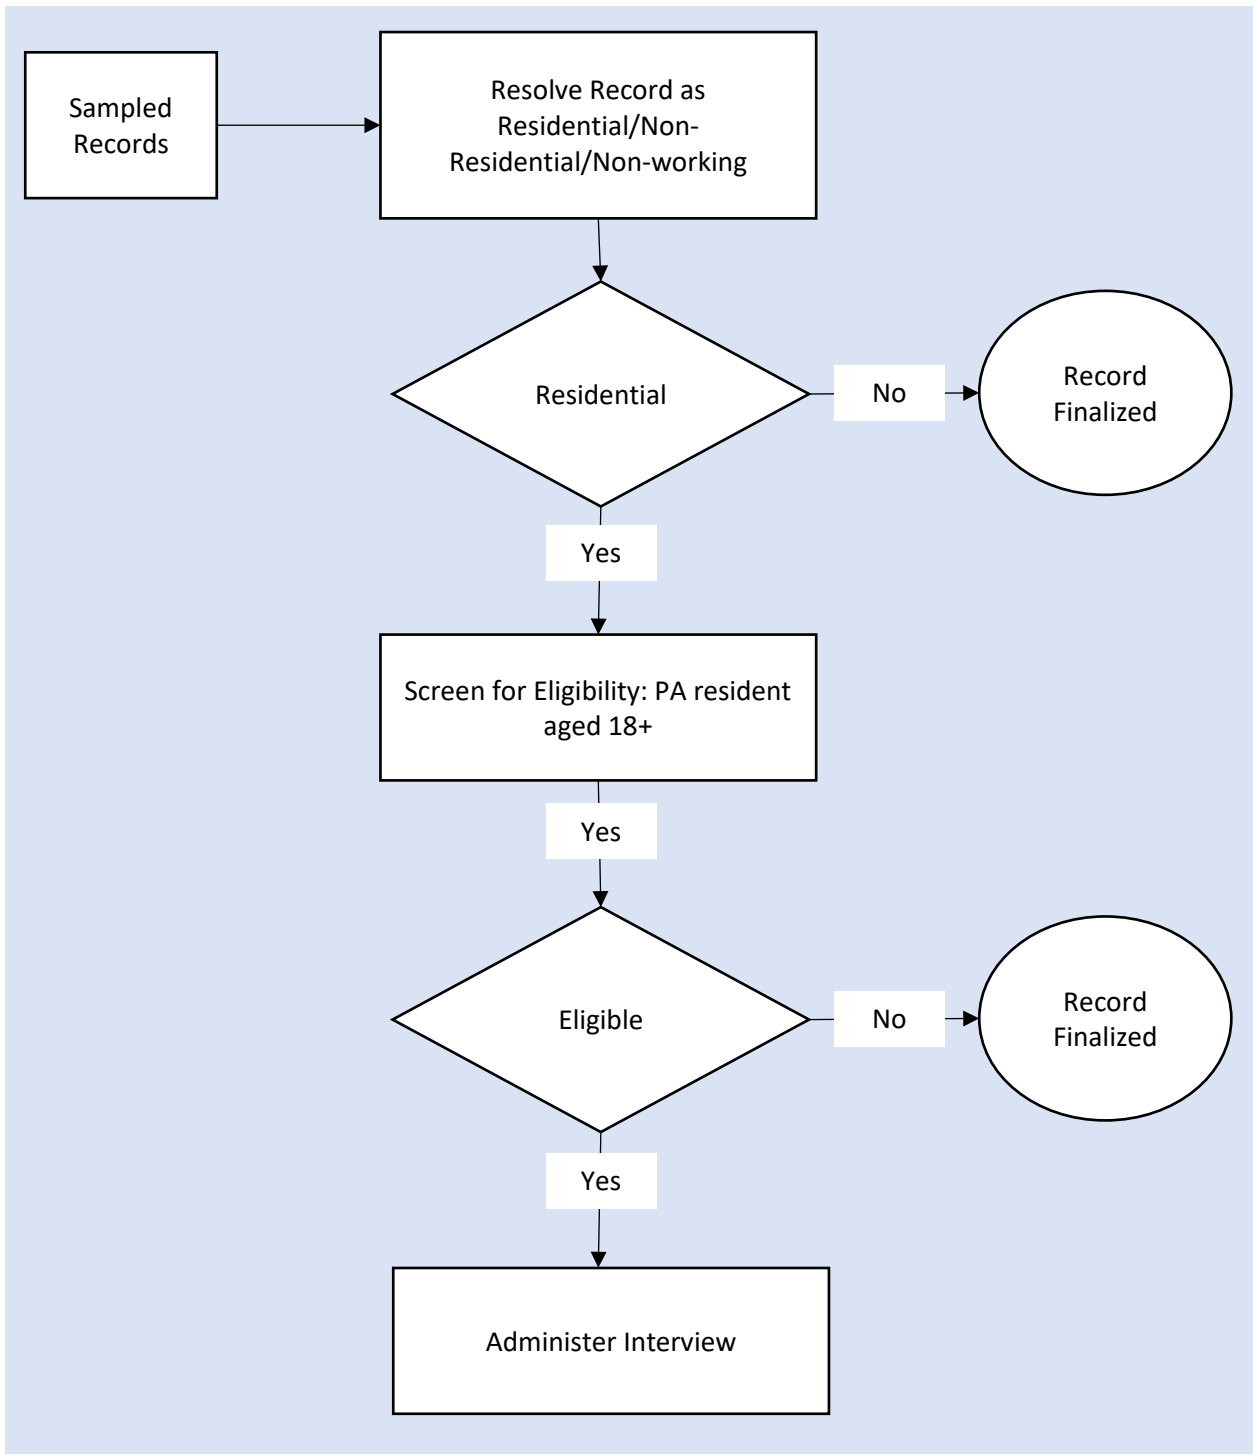 Sampled
Records
Resolve Record as
Residential/Non-
Residential/Non-working
Residential
No
Record
Finalized
Yes
Screen for Eligibility: PA resident
aged 18+
Yes
Eligible
No
Record
Finalized
Yes
Administer Interview